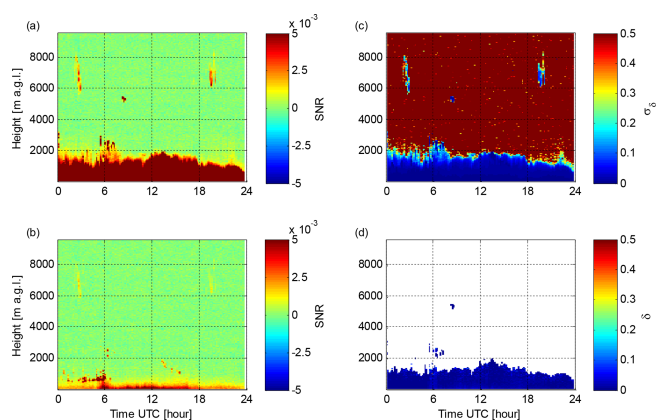 (a)
x 10⁻³
8000
6000
4000
2000
Height [m a.g.l.]
0 6 12 18 24
5
2.5
0
-2.5
-5
SNR
(c)
8000
6000
4000
2000
0 6 12 18 24
0.5
0.4
0.3
0.2
0.1
0
σδ
(b)
x 10⁻³
8000
6000
4000
2000
Height [m a.g.l.]
0 6 12 18 24
Time UTC [hour]
5
2.5
0
-2.5
-5
SNR
(d)
8000
6000
4000
2000
0 6 12 18 24
Time UTC [hour]
0.5
0.4
0.3
0.2
0.1
0
δ